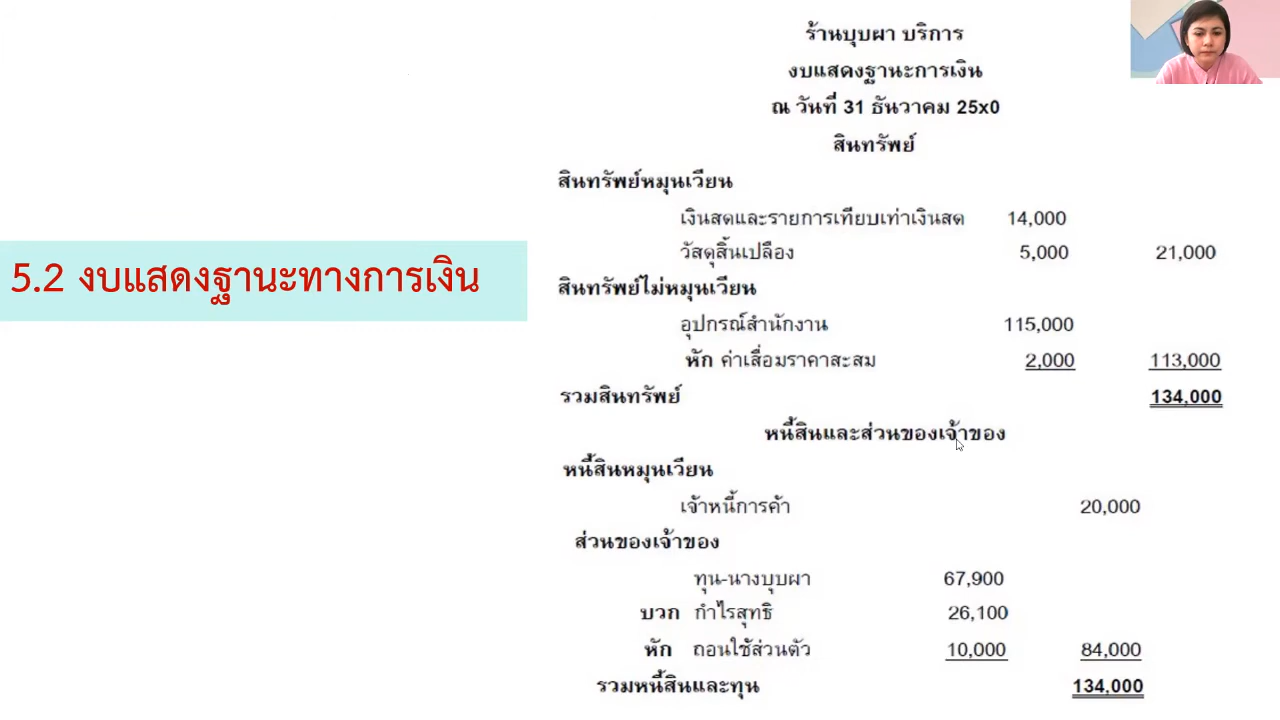 ร้านบุบผา บริการ
งบแสดงฐานะการเงิน
ณ วันที่ 31 ธันวาคม 25x0
สินทรัพย์
สินทรัพย์หมุนเวียน
เงินสดและรายการเทียบเท่าเงินสด 14,000
วัสดุสิ้นเปลือง 5,000 21,000
5.2 งบแสดงฐานะทางการเงิน
สินทรัพย์ไม่หมุนเวียน
อุปกรณ์สำนักงาน 115,000
หัก ค่าเสื่อมราคาสะสม 2,000 113,000
รวมสินทรัพย์ 134,000
หนี้สินและส่วนของเจ้าของ
หนี้สินหมุนเวียน
เจ้าหนี้การค้า 20,000
ส่วนของเจ้าของ
ทุน-นางบุบผา 67,900
บวก กำไรสุทธิ 26,100
หัก ถอนใช้ส่วนตัว 10,000 84,000
รวมหนี้สินและทุน 134,000